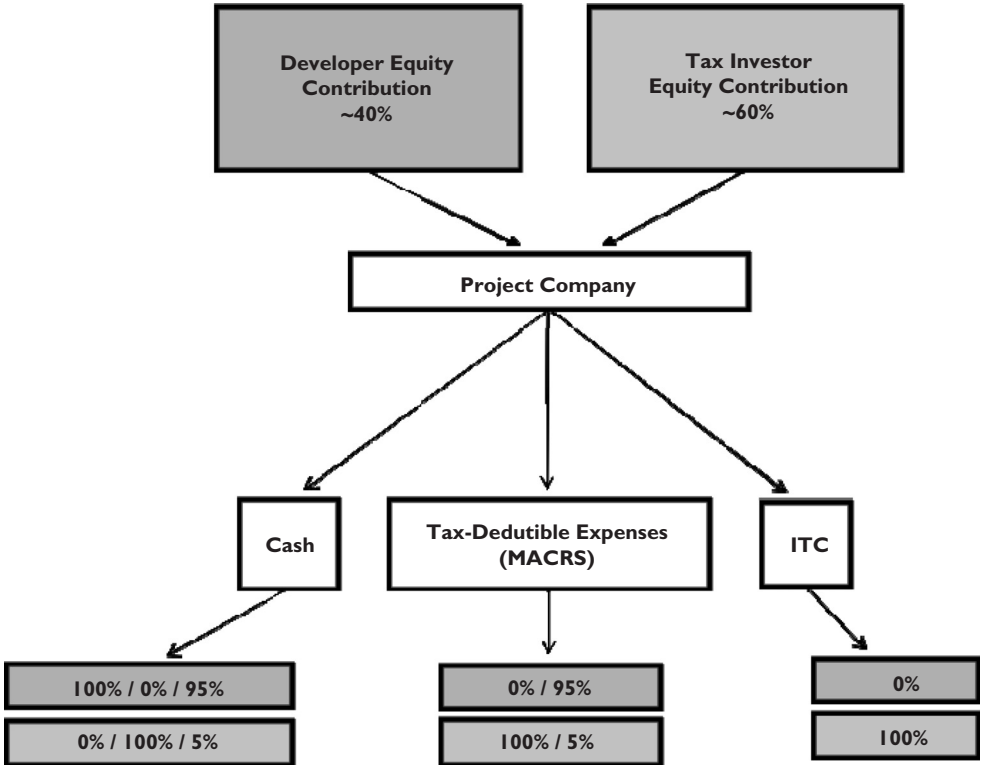 Developer Equity
Contribution
~40%
Tax Investor
Equity Contribution
~60%
Project Company
Cash
Tax-Dedutible Expenses
(MACRS)
ITC
100% / 0% / 95%
0% / 100% / 5%
0% / 95%
100% / 5%
0%
100%